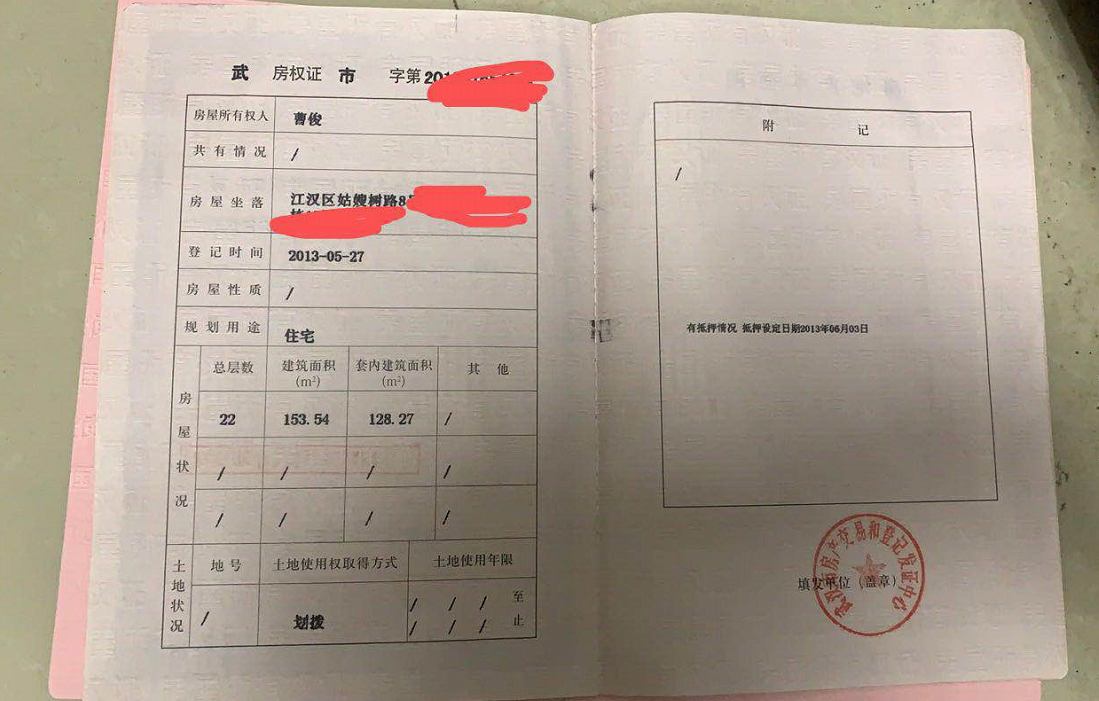 武 房权证 市 字第201
房屋所有权人 曹俊
共有情况 /
房屋坐落 江汉区姑嫂树路8
登记时间 2013-05-27
房屋性质 /
规划用途 住宅
房屋状况
总层数 建筑面积(m²) 套内建筑面积(m²) 其他
22 153.54 128.27 /
/ / / /
/ / / /
土地状况
地号 土地使用权取得方式 土地使用年限
/ 划拨 / / / 至
/ / / 止
附 记
/
有抵押情况 抵押设定日期2013年06月03日
填发单位（盖章）
武汉市房产交易和登记发证中心